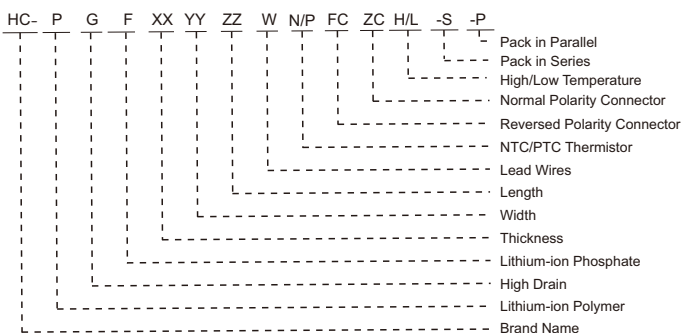 HC- P G F XX YY ZZ W N/P FC ZC H/L -S -P
Pack in Parallel
Pack in Series
High/Low Temperature
Normal Polarity Connector
Reversed Polarity Connector
NTC/PTC Thermistor
Lead Wires
Length
Width
Thickness
Lithium-ion Phosphate
High Drain
Lithium-ion Polymer
Brand Name